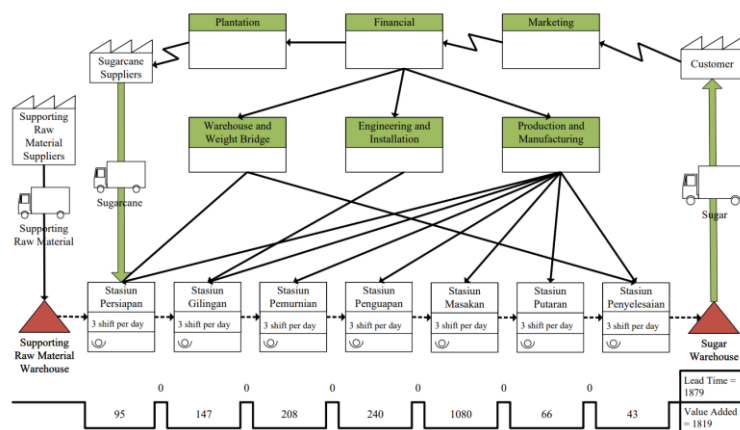 Plantation
Financial
Marketing
Sugarcane
Suppliers
Customer
Supporting
Raw
Material
Suppliers
Warehouse and
Weight Bridge
Engineering and
Installation
Production and
Manufacturing
Sugarcane
Sugar
Supporting
Raw Material
Stasiun
Persiapan
3 shift per day
Stasiun
Gilingan
3 shift per day
Stasiun
Pemurnian
3 shift per day
Stasiun
Penguapan
3 shift per day
Stasiun
Masakan
3 shift per day
Stasiun
Putaran
3 shift per day
Stasiun
Penyelesaian
3 shift per day
Supporting
Raw Material
Warehouse
Sugar
Warehouse
0 0 0 0 0 0
95 147 208 240 1080 66 43
Lead Time =
1879
Value Added
= 1819